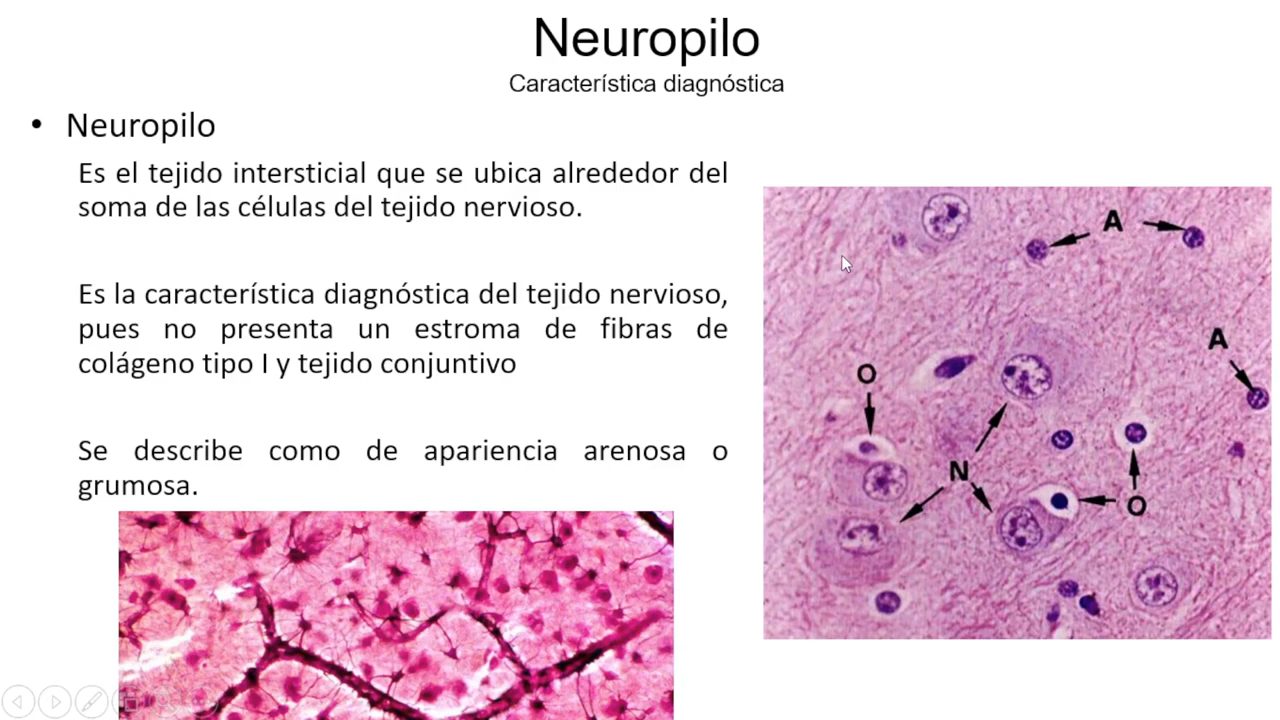 Neuropilo
Característica diagnóstica
• Neuropilo
Es el tejido intersticial que se ubica alrededor del
soma de las células del tejido nervioso.
Es la característica diagnóstica del tejido nervioso,
pues no presenta un estroma de fibras de
colágeno tipo I y tejido conjuntivo
Se describe como de apariencia arenosa o
grumosa.
A
A
O
N
O